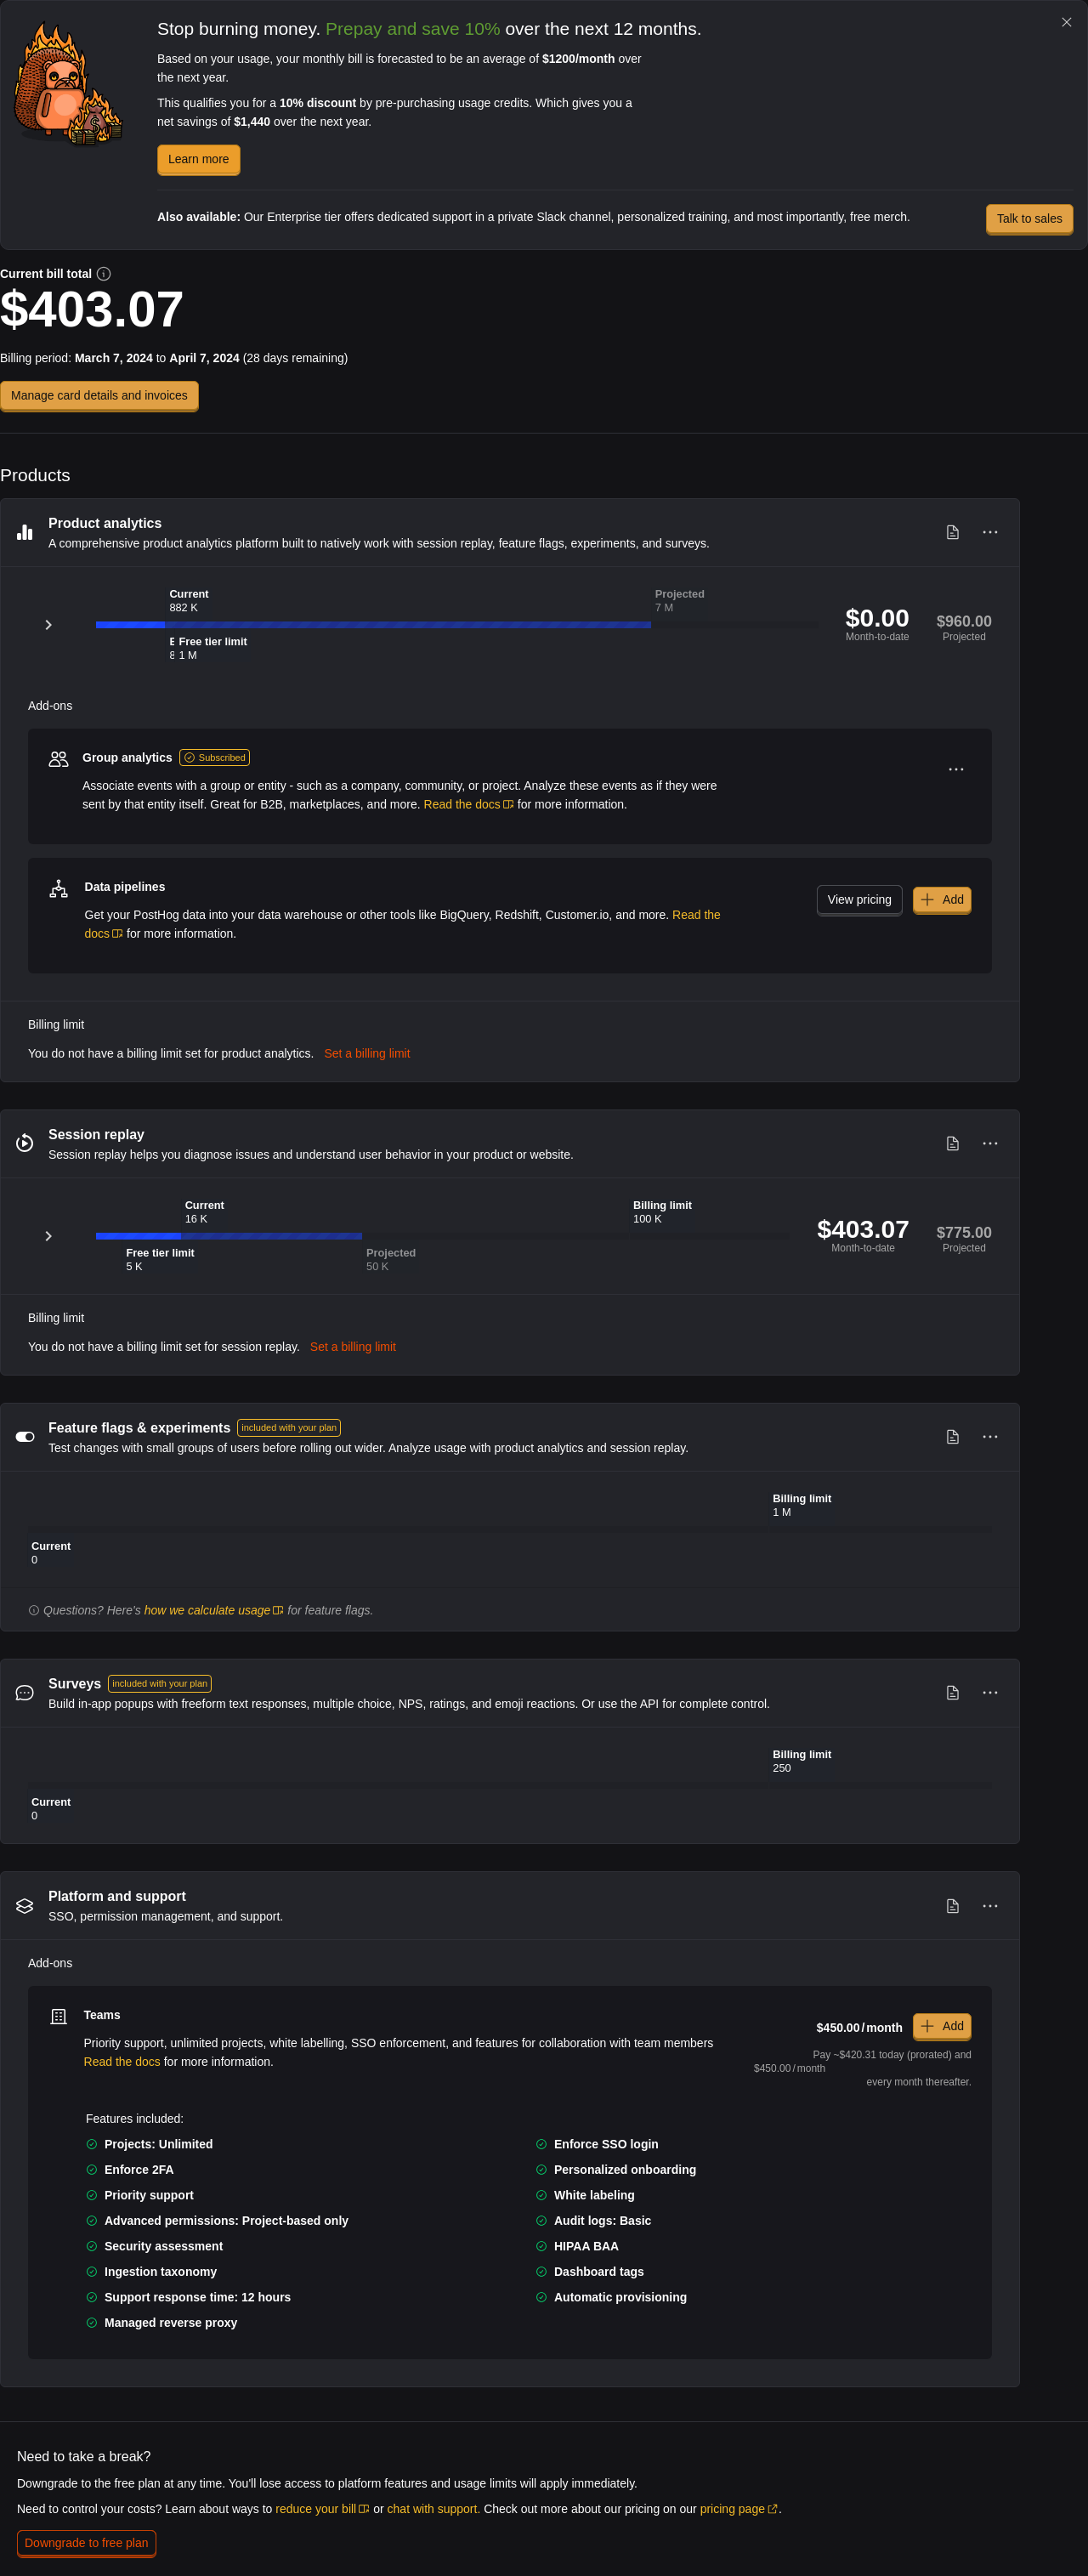 Stop burning money. Prepay and save 10% over the next 12 months.
Based on your usage, your monthly bill is forecasted to be an average of $1200/month over
the next year.
This qualifies you for a 10% discount by pre-purchasing usage credits. Which gives you a
net savings of $1,440 over the next year.
Learn more
Also available: Our Enterprise tier offers dedicated support in a private Slack channel, personalized training, and most importantly, free merch.
Talk to sales
Current bill total
$403.07
Billing period: March 7, 2024 to April 7, 2024 (28 days remaining)
Manage card details and invoices
Products
Product analytics
A comprehensive product analytics platform built to natively work with session replay, feature flags, experiments, and surveys.
Current
882 K
Projected
7 M
Free tier limit
1 M
$0.00
Month-to-date
$960.00
Projected
Add-ons
Group analytics Subscribed
Associate events with a group or entity - such as a company, community, or project. Analyze these events as if they were
sent by that entity itself. Great for B2B, marketplaces, and more. Read the docs for more information.
Data pipelines
Get your PostHog data into your data warehouse or other tools like BigQuery, Redshift, Customer.io, and more. Read the
docs for more information.
View pricing
Add
Billing limit
You do not have a billing limit set for product analytics. Set a billing limit
Session replay
Session replay helps you diagnose issues and understand user behavior in your product or website.
Current
16 K
Billing limit
100 K
Free tier limit
5 K
Projected
50 K
$403.07
Month-to-date
$775.00
Projected
Billing limit
You do not have a billing limit set for session replay. Set a billing limit
Feature flags & experiments included with your plan
Test changes with small groups of users before rolling out wider. Analyze usage with product analytics and session replay.
Billing limit
1 M
Current
0
Questions? Here's how we calculate usage for feature flags.
Surveys included with your plan
Build in-app popups with freeform text responses, multiple choice, NPS, ratings, and emoji reactions. Or use the API for complete control.
Billing limit
250
Current
0
Platform and support
SSO, permission management, and support.
Add-ons
Teams
Priority support, unlimited projects, white labelling, SSO enforcement, and features for collaboration with team members
Read the docs for more information.
$450.00/month
Add
Pay ~$420.31 today (prorated) and
$450.00/month
every month thereafter.
Features included:
Projects: Unlimited
Enforce 2FA
Priority support
Advanced permissions: Project-based only
Security assessment
Ingestion taxonomy
Support response time: 12 hours
Managed reverse proxy
Enforce SSO login
Personalized onboarding
White labeling
Audit logs: Basic
HIPAA BAA
Dashboard tags
Automatic provisioning
Need to take a break?
Downgrade to the free plan at any time. You'll lose access to platform features and usage limits will apply immediately.
Need to control your costs? Learn about ways to reduce your bill or chat with support. Check out more about our pricing on our pricing page.
Downgrade to free plan